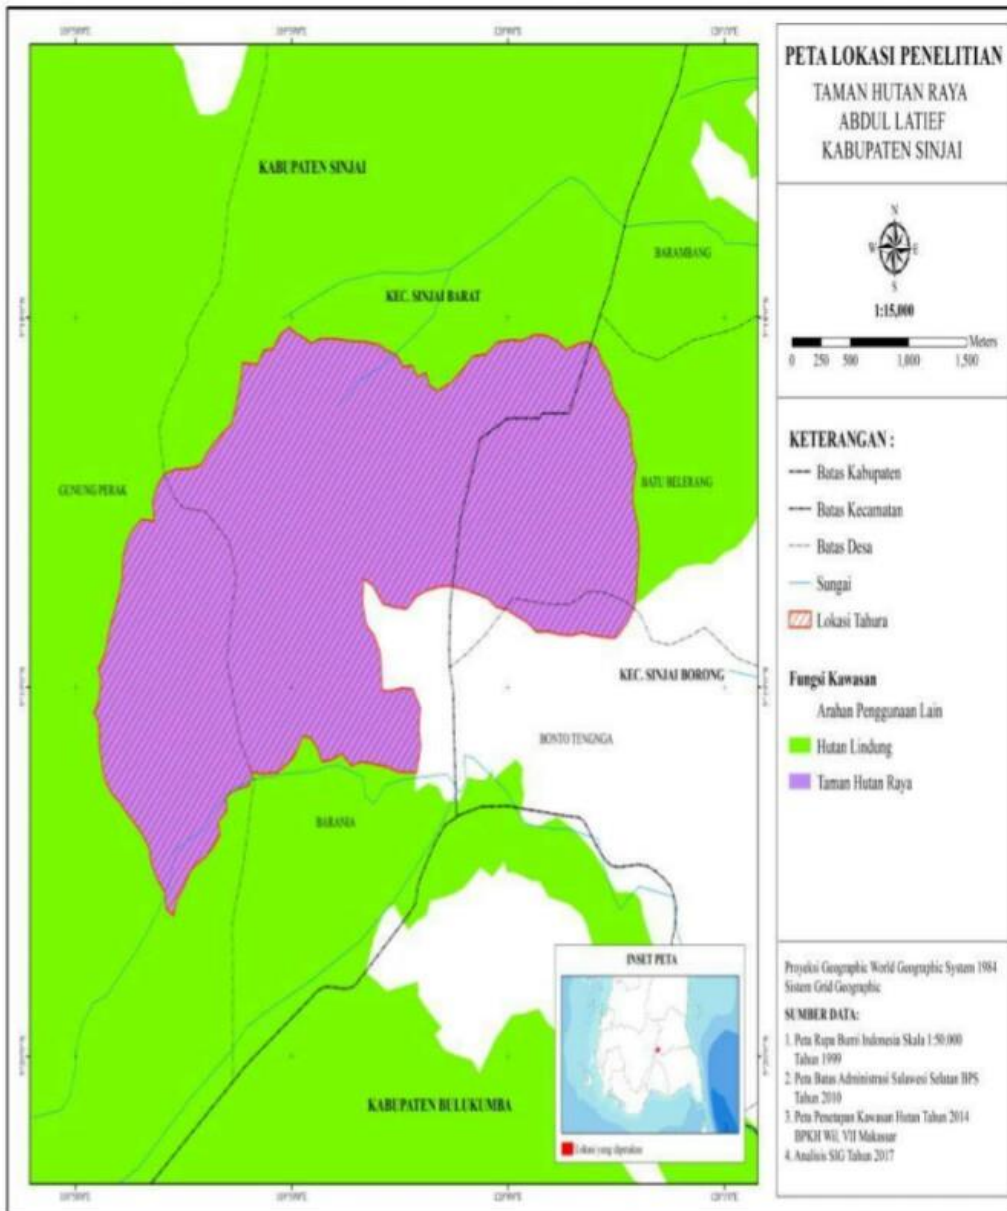 KABUPATEN SINJAI
BARAMBANG
KEC. SINJAI BARAT
GUNUNG PERAK
BATU BELERANG
KEC. SINJAI BORONG
BONTO TENGNGA
BARANIA
KABUPATEN BULUKUMBA
INSET PETA
Lokasi yang dipetakan
PETA LOKASI PENELITIAN
TAMAN HUTAN RAYA
ABDUL LATIEF
KABUPATEN SINJAI
N
W E
S
1:15,000
Meters
0 250 500 1,000 1,500
KETERANGAN :
Batas Kabupaten
Batas Kecamatan
Batas Desa
Sungai
Lokasi Tahura
Fungsi Kawasan
Arahan Penggunaan Lain
Hutan Lindung
Taman Hutan Raya
Proyeksi Geographic World Geographic System 1984
Sistem Grid Geographic
SUMBER DATA:
1. Peta Rupa Bumi Indonesia Skala 1:50.000
Tahun 1999
2. Peta Batas Administrasi Sulawesi Selatan BPS
Tahun 2010
3. Peta Penetapan Kawasan Hutan Tahun 2014
BPKH Wil. VII Makassar
4. Analisis SIG Tahun 2017